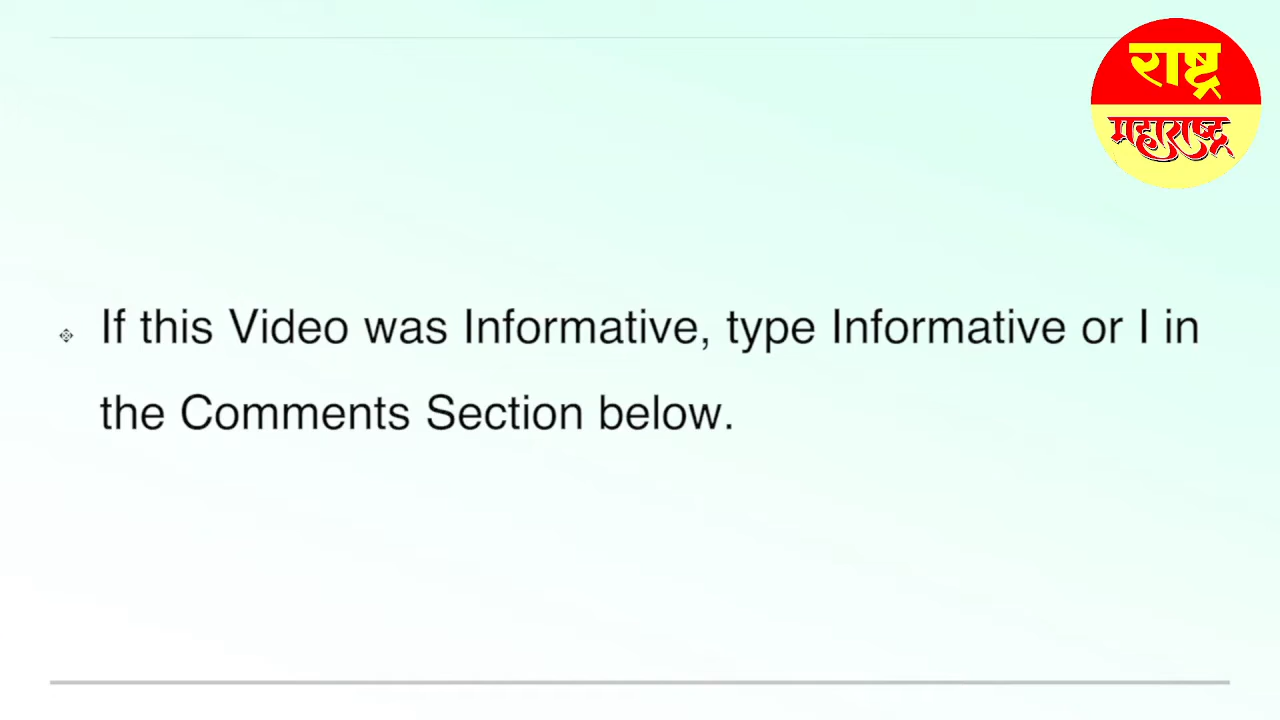 राष्ट्र
महाराष्ट्र
If this Video was Informative, type Informative or I in
the Comments Section below.